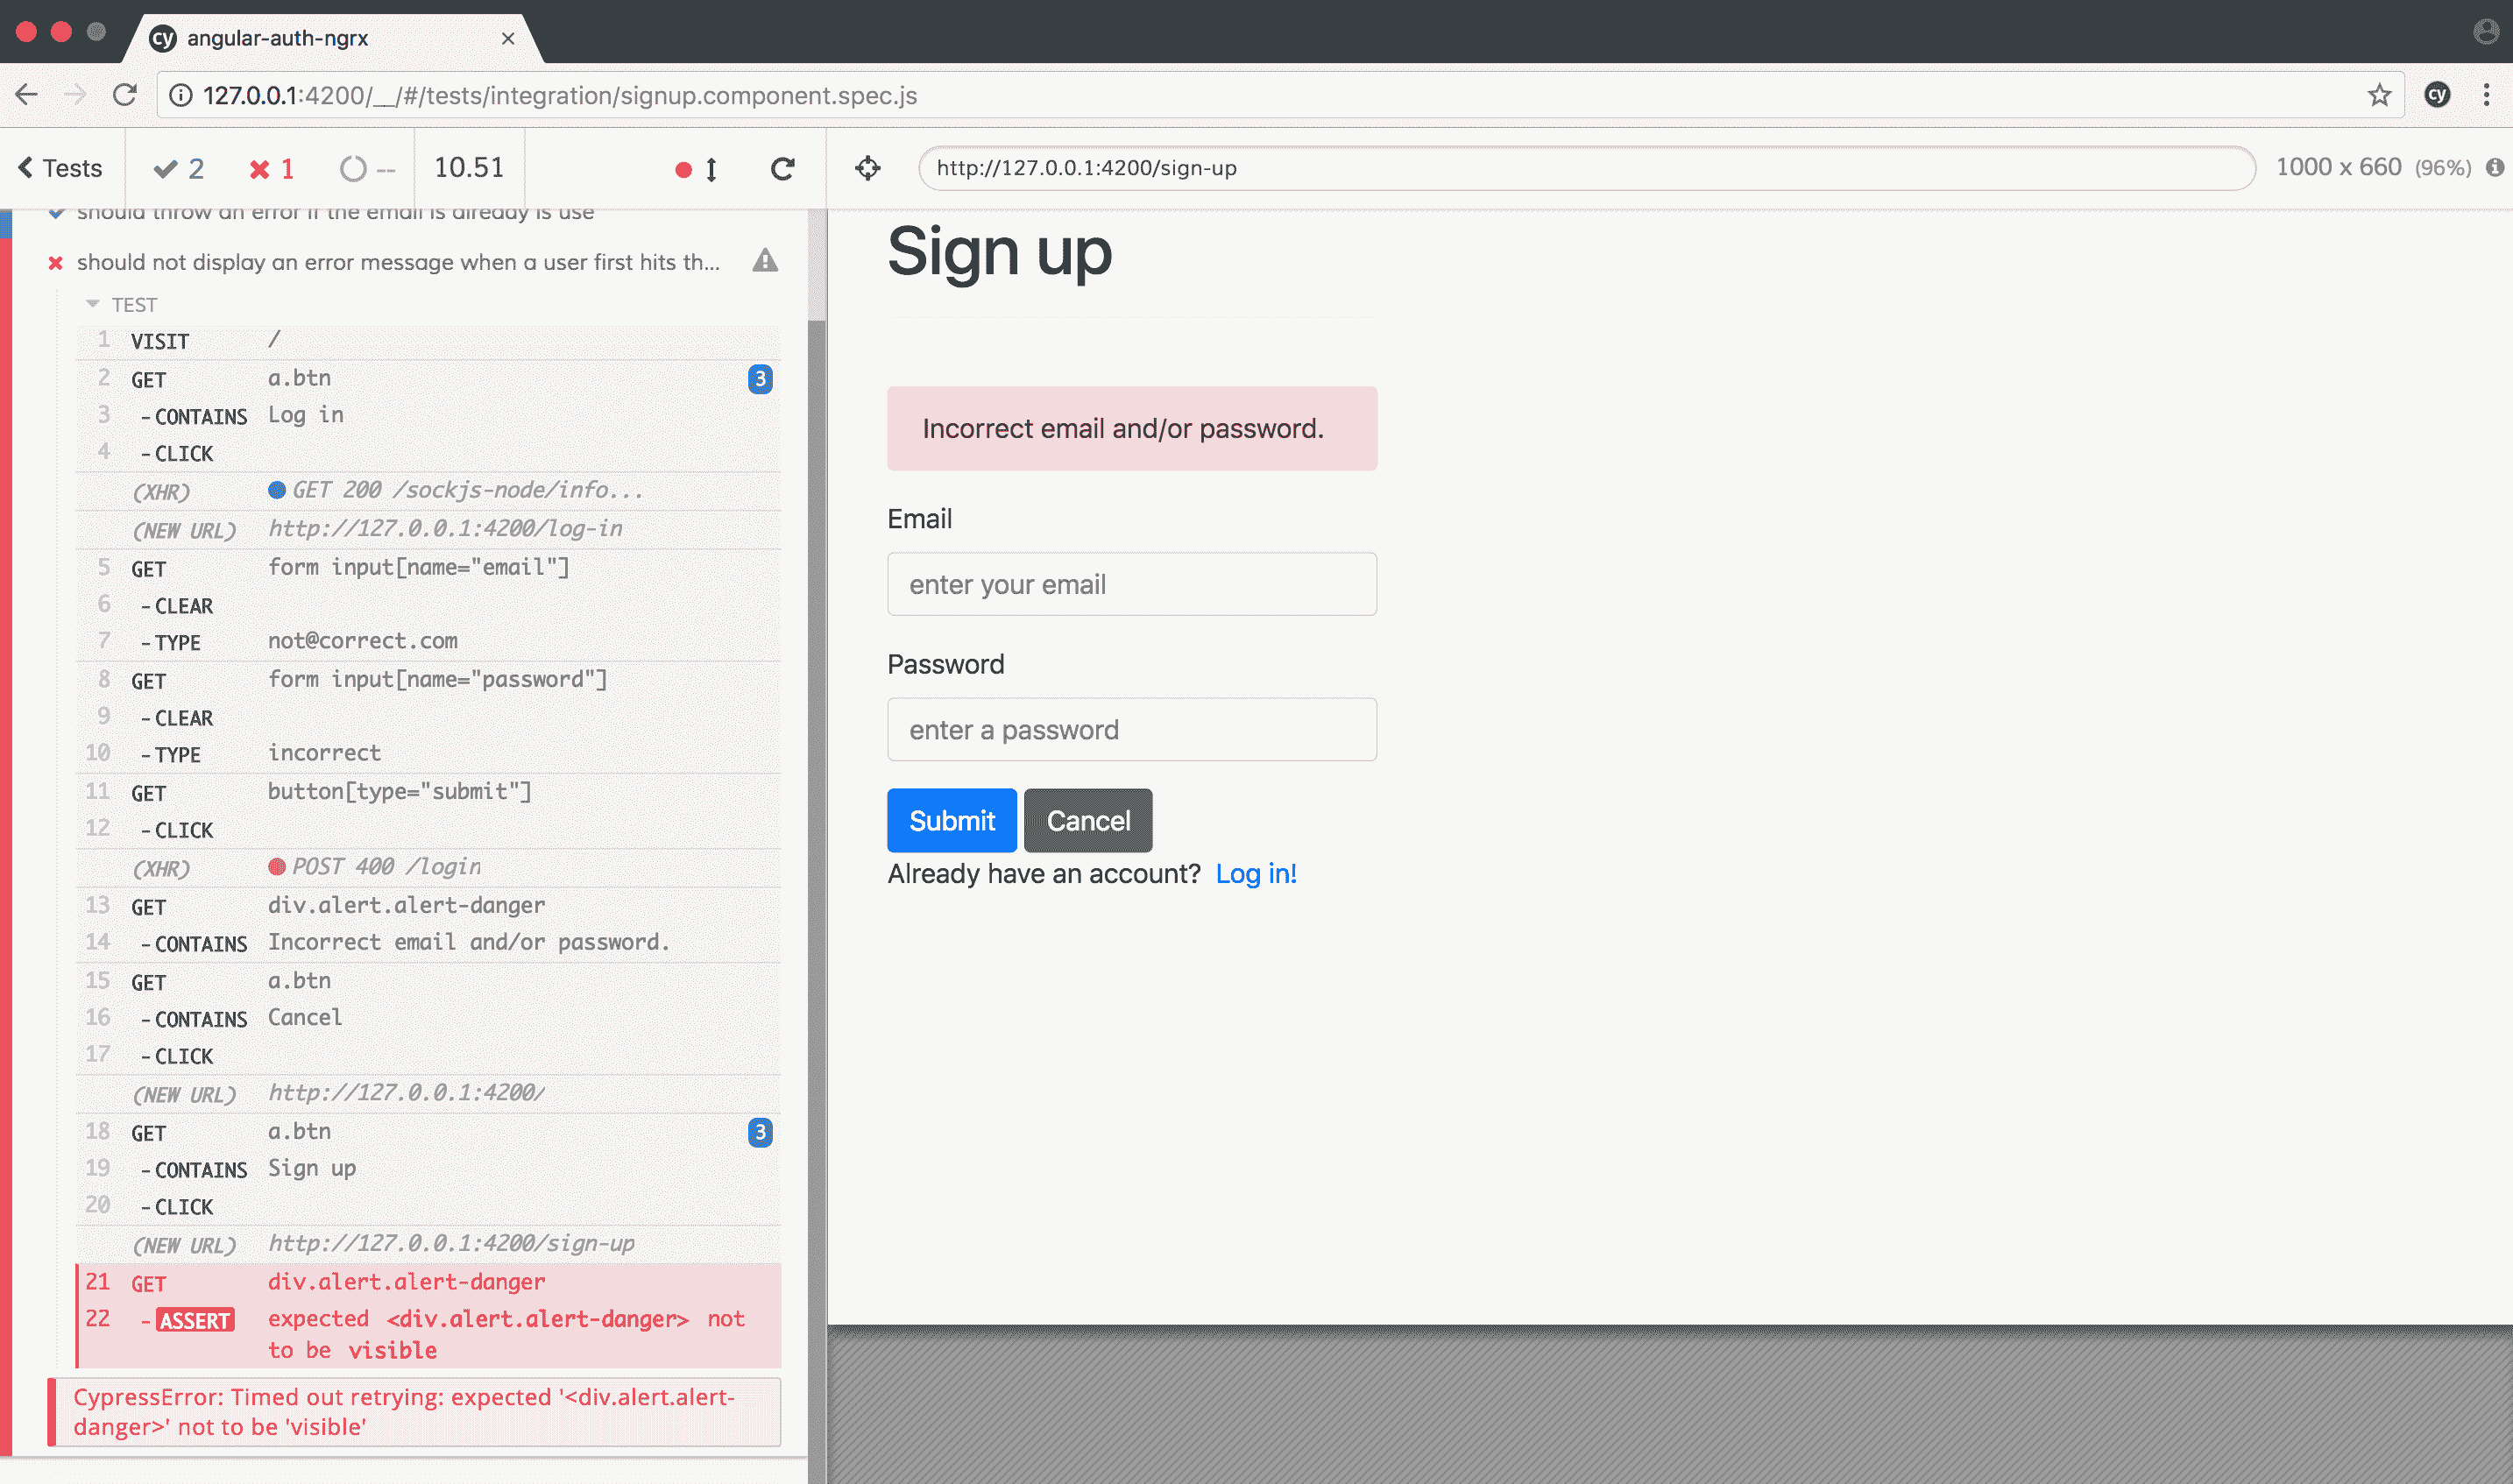 cy angular-auth-ngrx ×
127.0.0.1:4200/__/#/tests/integration/signup.component.spec.js cy
Tests 2 1 -- 10.51 http://127.0.0.1:4200/sign-up 1000 x 660 (96%)
should throw an error if the email is already is use
should not display an error message when a user first hits th...
TEST
1 VISIT /
2 GET a.btn 3
3 -CONTAINS Log in
4 -CLICK
(XHR) GET 200 /sockjs-node/info...
(NEW URL) http://127.0.0.1:4200/log-in
5 GET form input[name="email"]
6 -CLEAR
7 -TYPE not@correct.com
8 GET form input[name="password"]
9 -CLEAR
10 -TYPE incorrect
11 GET button[type="submit"]
12 -CLICK
(XHR) POST 400 /login
13 GET div.alert.alert-danger
14 -CONTAINS Incorrect email and/or password.
15 GET a.btn
16 -CONTAINS Cancel
17 -CLICK
(NEW URL) http://127.0.0.1:4200/
18 GET a.btn 3
19 -CONTAINS Sign up
20 -CLICK
(NEW URL) http://127.0.0.1:4200/sign-up
21 GET div.alert.alert-danger
22 -ASSERT expected <div.alert.alert-danger> not
to be visible
CypressError: Timed out retrying: expected '<div.alert.alert-
danger>' not to be 'visible'
Sign up
Incorrect email and/or password.
Email
enter your email
Password
enter a password
Submit Cancel
Already have an account? Log in!